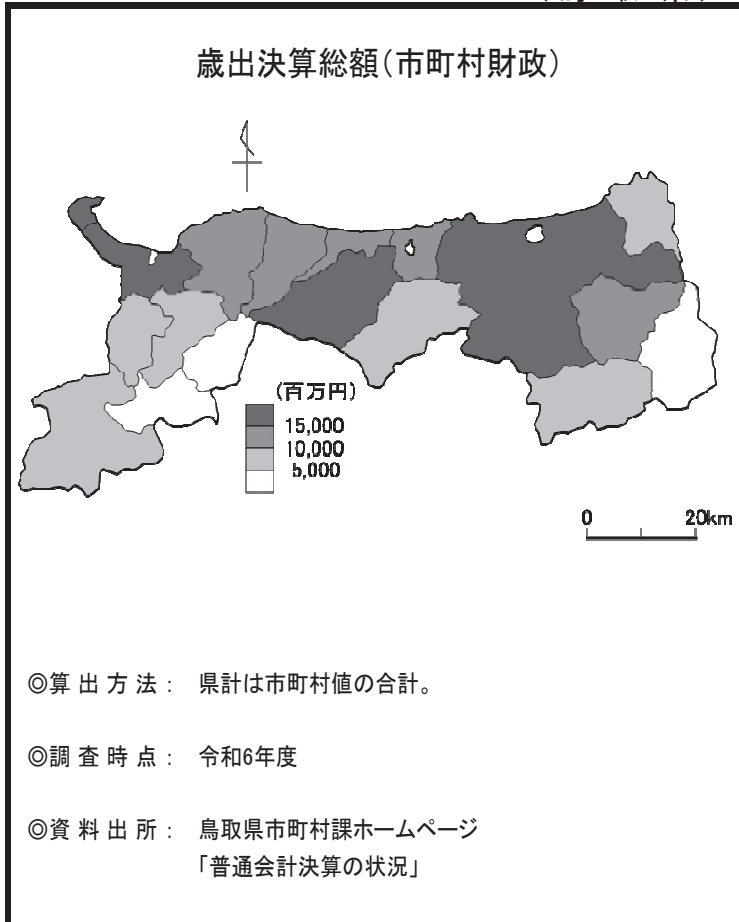 歳出決算総額(市町村財政)
(百万円)
15,000
10,000
5,000
0 20km
◎算出方法: 県計は市町村値の合計。
◎調査時点: 令和6年度
◎資料出所: 鳥取県市町村課ホームページ
「普通会計決算の状況」